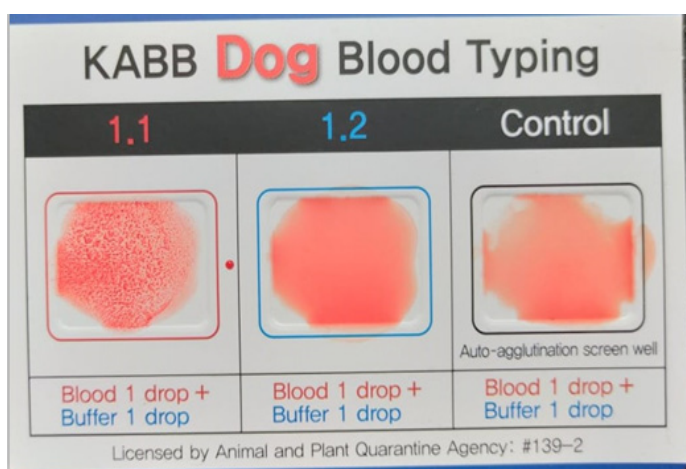 KABB Dog Blood Typing
1.1 1.2 Control
Auto-agglutination screen well
Blood 1 drop + Blood 1 drop + Blood 1 drop +
Buffer 1 drop Buffer 1 drop Buffer 1 drop
Licensed by Animal and Plant Quarantine Agency: #139-2